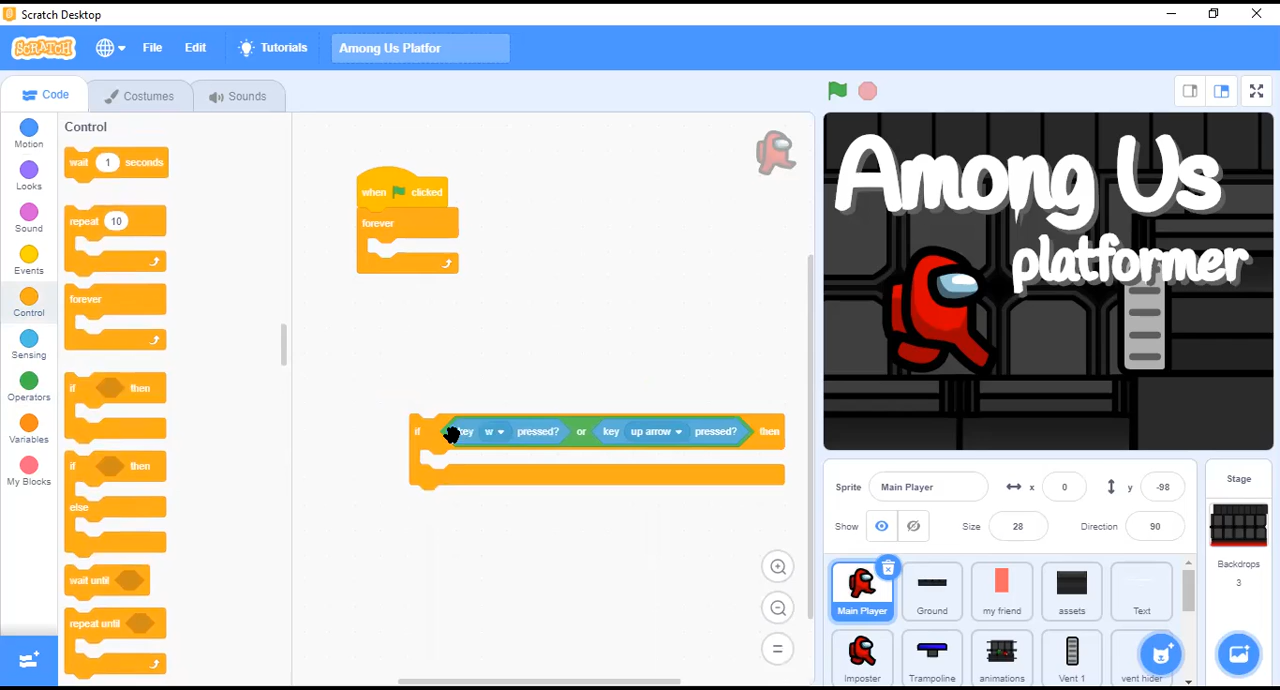 Scratch Desktop
SCRATCH File Edit Tutorials Among Us Platfor
Code Costumes Sounds
Motion
Looks
Sound
Events
Control
Sensing
Operators
Variables
My Blocks
Control
wait 1 seconds
repeat 10
forever
if then
if then
else
wait until
repeat until
when clicked
forever
if key w pressed? or key up arrow pressed? then
Among Us
platformer
Sprite Main Player x 0 y -98
Show Size 28 Direction 90
Main Player Ground my friend assets Text
Imposter Trampoline animations Vent 1 vent hider
Stage
Backdrops
3